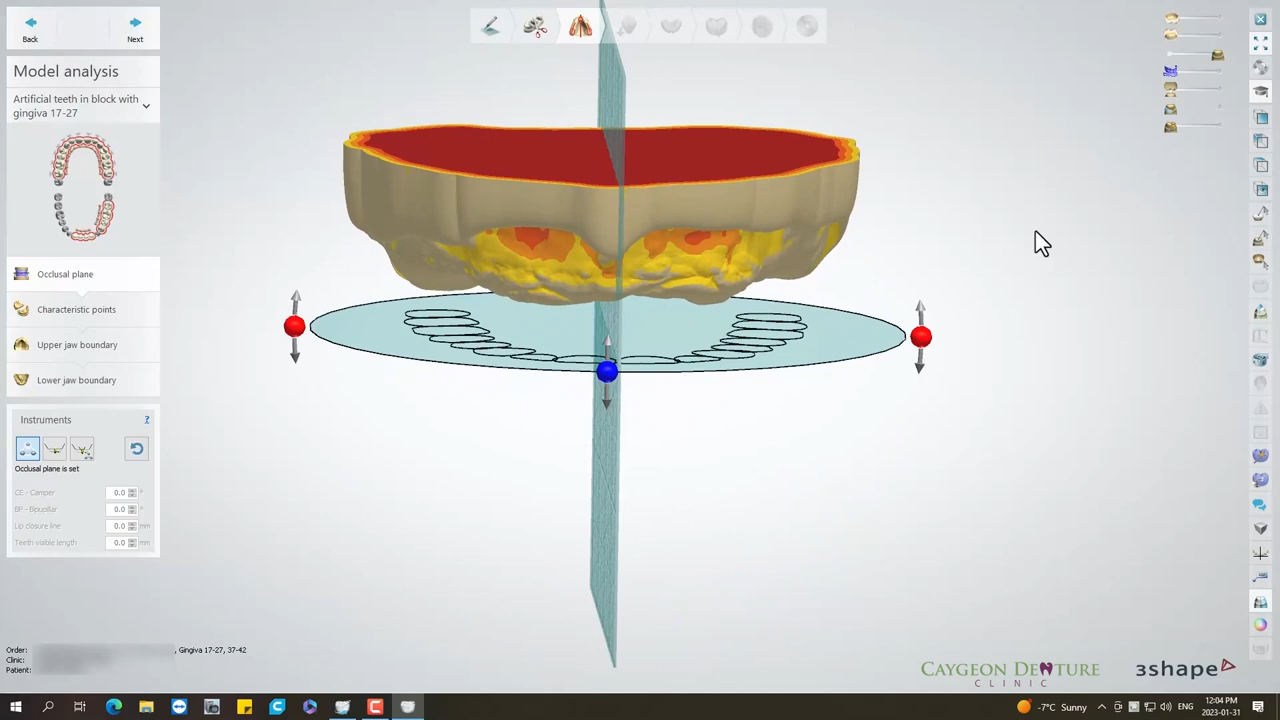 Back
Next
Model analysis
Artificial teeth in block with
gingiva 17-27
Occlusal plane
Characteristic points
Upper jaw boundary
Lower jaw boundary
Instruments
?
Occlusal plane is set
CE - Camper 0.0 °
BP - Bipupillar 0.0 °
Lip closure line 0.0 mm
Teeth visible length 0.0 mm
Order: , Gingiva 17-27, 37-42
Clinic:
Patient:
CAYGEON DENTURE
CLINIC
3shape
-7°C Sunny
ENG
12:04 PM
2023-01-31